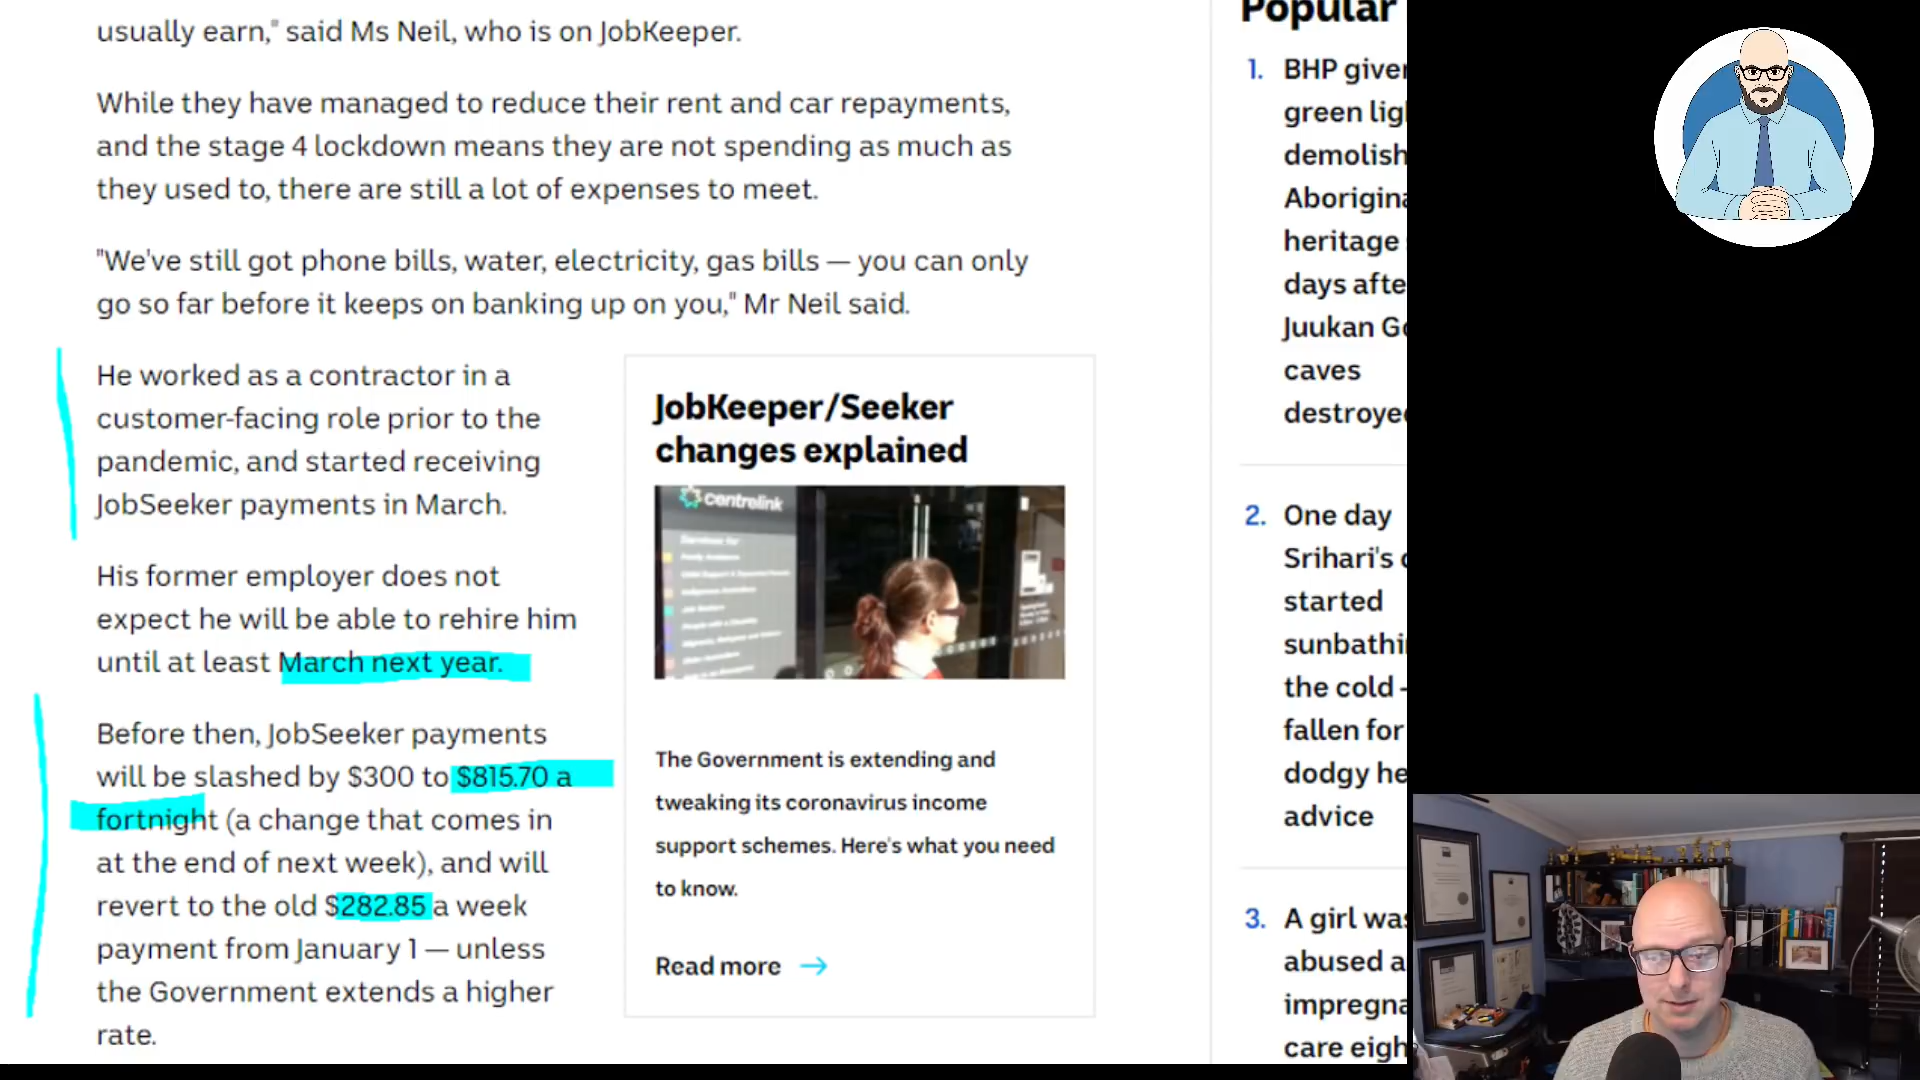 usually earn," said Ms Neil, who is on JobKeeper.
While they have managed to reduce their rent and car repayments,
and the stage 4 lockdown means they are not spending as much as
they used to, there are still a lot of expenses to meet.
"We've still got phone bills, water, electricity, gas bills — you can only
go so far before it keeps on banking up on you," Mr Neil said.
He worked as a contractor in a
customer-facing role prior to the
pandemic, and started receiving
JobSeeker payments in March.
His former employer does not
expect he will be able to rehire him
until at least March next year.
Before then, JobSeeker payments
will be slashed by $300 to $815.70 a
fortnight (a change that comes in
at the end of next week), and will
revert to the old $282.85 a week
payment from January 1 — unless
the Government extends a higher
rate.
JobKeeper/Seeker
changes explained
centrelink
The Government is extending and
tweaking its coronavirus income
support schemes. Here's what you need
to know.
Read more →
Popular
1. BHP given
green lig
demolish
Aborigina
heritage
days afte
Juukan Go
caves
destroyed
2. One day
Srihari's
started
sunbathi
the cold -
fallen for
dodgy he
advice
3. A girl was
abused a
impregna
care eigh